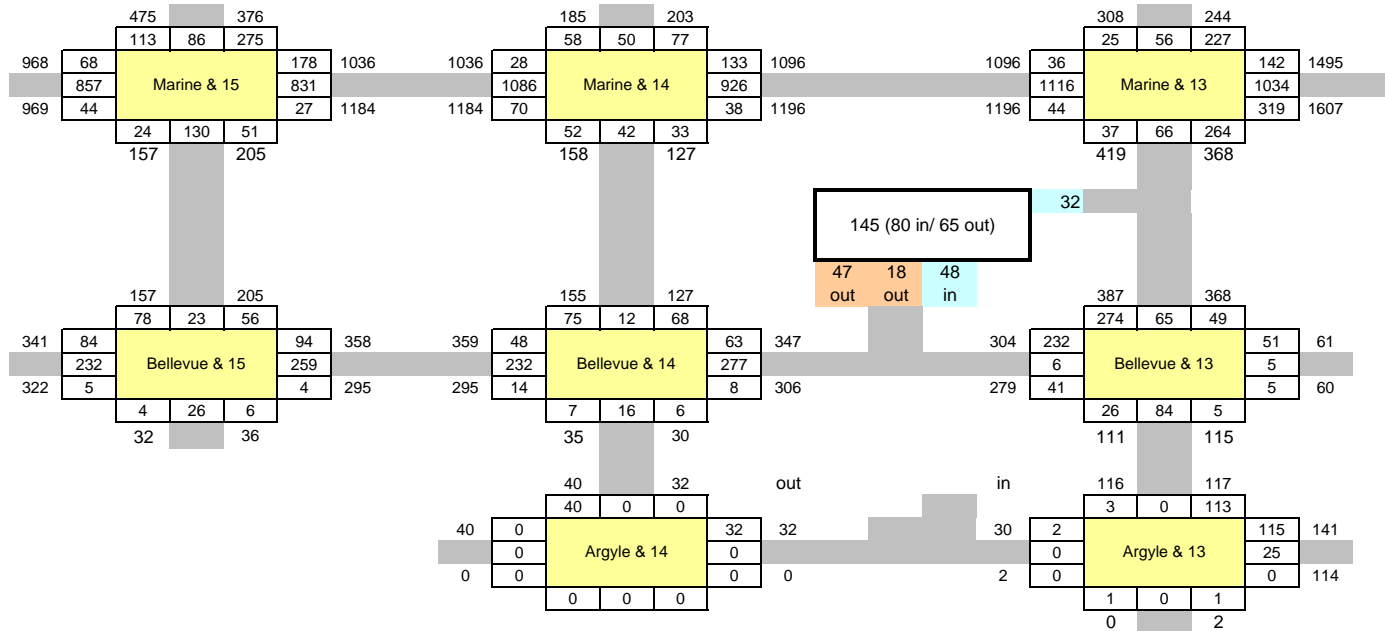 475 376 185 203 308 244
113 86 275 58 50 77 25 56 227
968 68 178 1036 1036 28 133 1096 1096 36 142 1495
857 Marine & 15 831 1086 Marine & 14 926 1116 Marine & 13 1034
969 44 27 1184 1184 70 38 1196 1196 44 319 1607
24 130 51 52 42 33 37 66 264
157 205 158 127 419 368
32
145 (80 in/ 65 out)
47 18 48
out out in
157 205 155 127 387 368
78 23 56 75 12 68 274 65 49
341 84 94 358 359 48 63 347 304 232 51 61
232 Bellevue & 15 259 232 Bellevue & 14 277 6 Bellevue & 13 5
322 5 4 295 295 14 8 306 279 41 5 60
4 26 6 7 16 6 26 84 5
32 36 35 30 111 115
40 32 out in 116 117
40 0 0 3 0 113
40 0 32 32 30 2 115 141
0 Argyle & 14 0 0 Argyle & 13 25
0 0 0 0 2 0 0 114
0 0 0 1 0 1
0 2